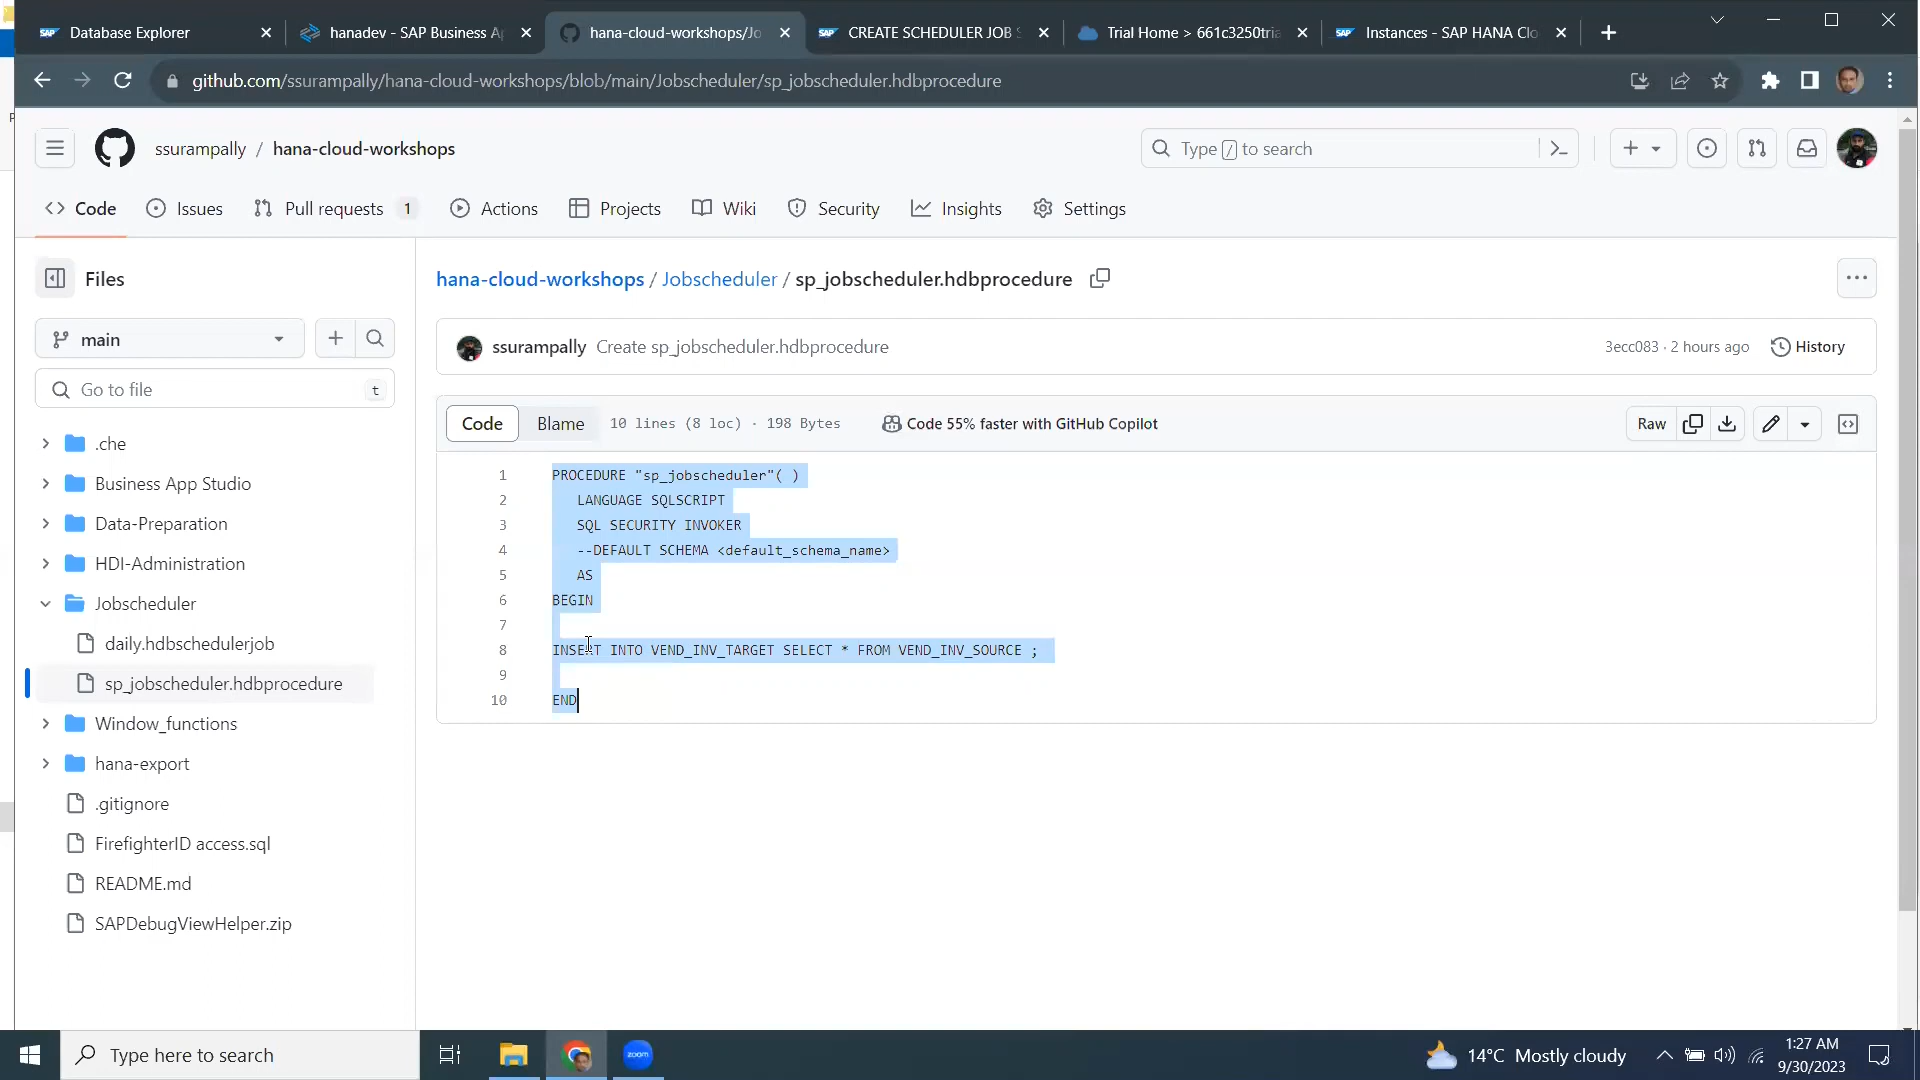 SAP Database Explorer
hanadev - SAP Business Ap
hana-cloud-workshops/Jo
SAP CREATE SCHEDULER JOB S
Trial Home > 661c3250tria
SAP Instances - SAP HANA Clo
github.com/ssurampally/hana-cloud-workshops/blob/main/Jobscheduler/sp_jobscheduler.hdbprocedure
ssurampally / hana-cloud-workshops
Type / to search
Code
Issues
Pull requests 1
Actions
Projects
Wiki
Security
Insights
Settings
Files
hana-cloud-workshops / Jobscheduler / sp_jobscheduler.hdbprocedure
main
ssurampally Create sp_jobscheduler.hdbprocedure
3ecc083 · 2 hours ago
History
Go to file t
Code
Blame
10 lines (8 loc) · 198 Bytes
Code 55% faster with GitHub Copilot
Raw
.che
Business App Studio
Data-Preparation
HDI-Administration
Jobscheduler
daily.hdbschedulerjob
sp_jobscheduler.hdbprocedure
Window_functions
hana-export
.gitignore
FirefighterID access.sql
README.md
SAPDebugViewHelper.zip
1 PROCEDURE "sp_jobscheduler"( )
2 LANGUAGE SQLSCRIPT
3 SQL SECURITY INVOKER
4 --DEFAULT SCHEMA <default_schema_name>
5 AS
6 BEGIN
7
8 INSERT INTO VEND_INV_TARGET SELECT * FROM VEND_INV_SOURCE ;
9
10 END
Type here to search
zoom
14°C Mostly cloudy
1:27 AM
9/30/2023